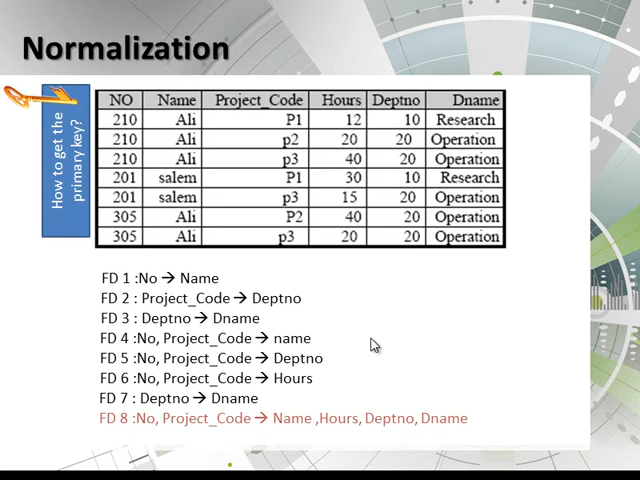 Normalization
How to get the
primary key?
NO Name Project_Code Hours Deptno Dname
210 Ali P1 12 10 Research
210 Ali p2 20 20 Operation
210 Ali p3 40 20 Operation
201 salem P1 30 10 Research
201 salem p3 15 20 Operation
305 Ali P2 40 20 Operation
305 Ali p3 20 20 Operation
FD 1 :No → Name
FD 2 : Project_Code → Deptno
FD 3 : Deptno → Dname
FD 4 :No, Project_Code → name
FD 5 :No, Project_Code → Deptno
FD 6 :No, Project_Code → Hours
FD 7 : Deptno → Dname
FD 8 :No, Project_Code → Name ,Hours, Deptno, Dname